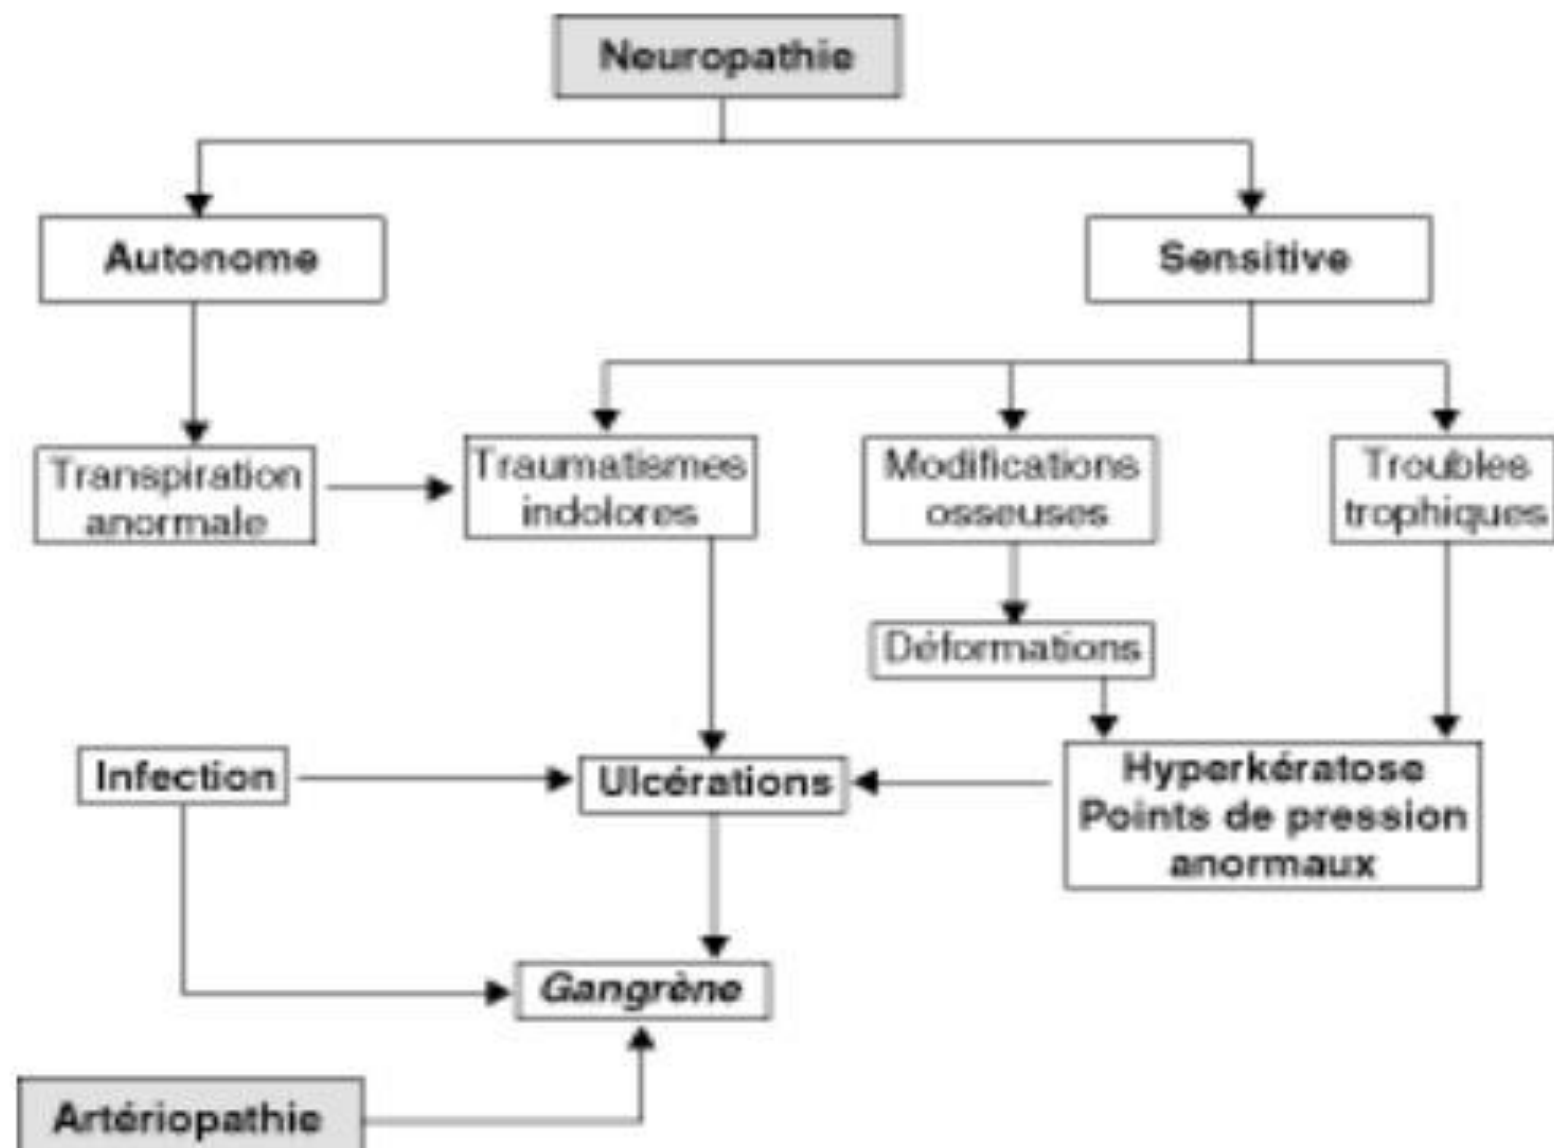 Neuropathie
Autonome
Sensitive
Transpiration
anormale
Traumatismes
indolores
Modifications
osseuses
Troubles
trophiques
Déformations
Infection
Ulcérations
Hyperkératose
Points de pression
anormaux
Gangrène
Artériopathie